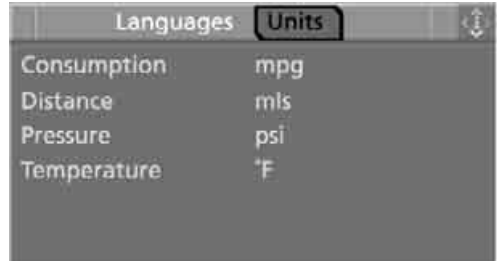 Languages Units
Consumption mpg
Distance mls
Pressure psi
Temperature °F